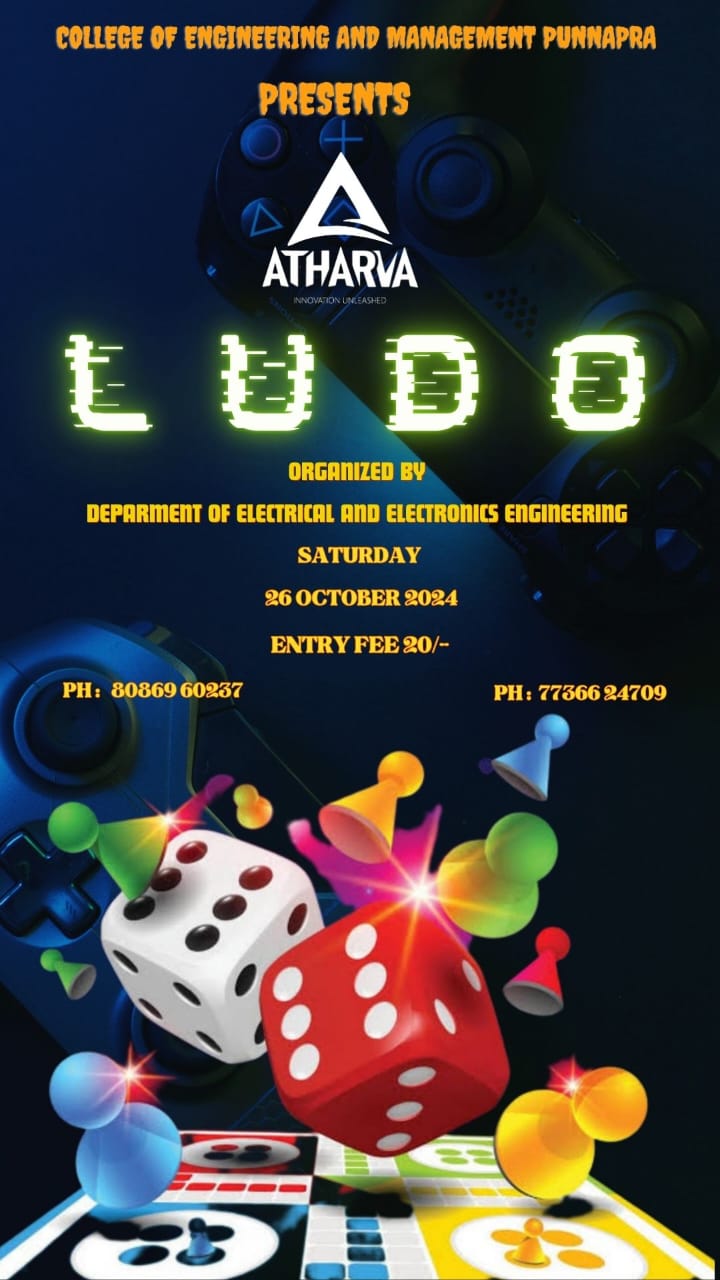 COLLEGE OF ENGINEERING AND MANAGEMENT PUNNAPRA
PRESENTS
ATHARVA
INNOVATION UNLEASHED
LUDO
ORGANIZED BY
DEPARMENT OF ELECTRICAL AND ELECTRONICS ENGINEERING
SATURDAY
26 OCTOBER 2024
ENTRY FEE 20/--
PH : 80869 60237
PH : 77366 24709